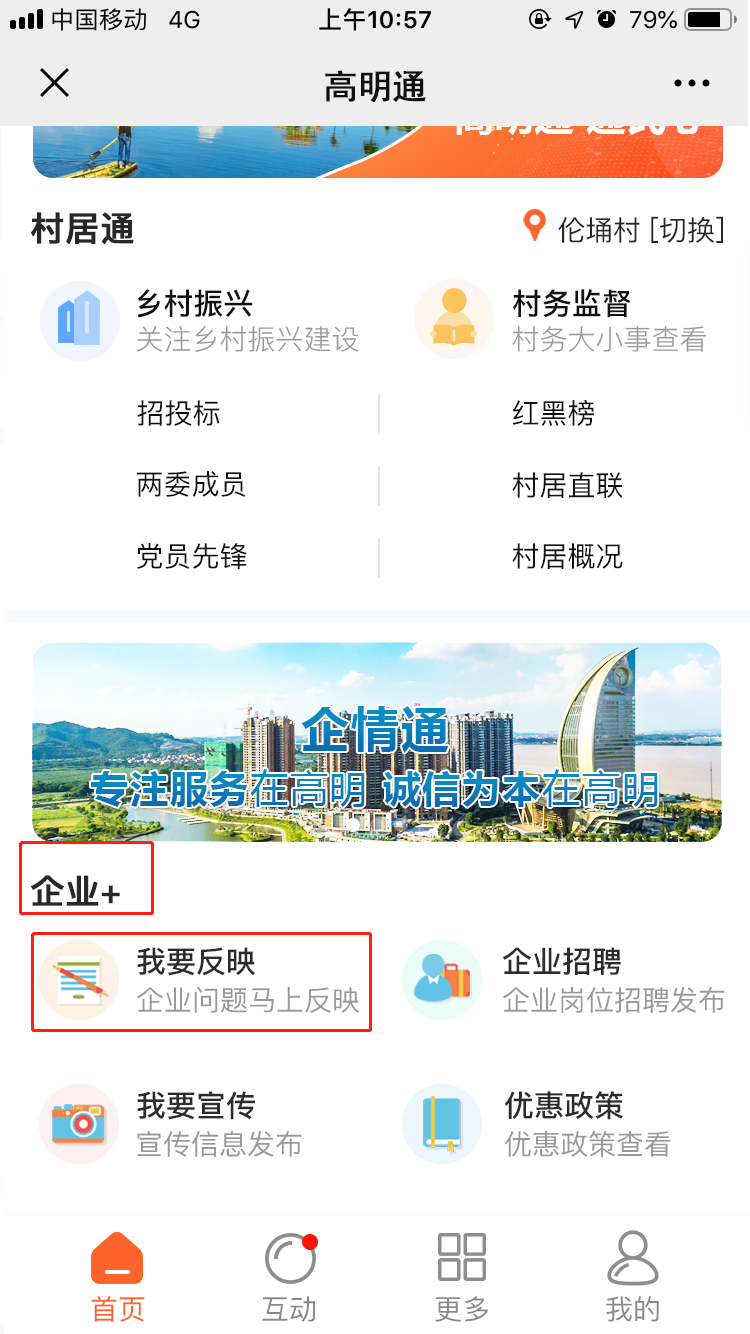 中国移动 4G 上午10:57 79%
高明通
村居通 伦埇村 [切换]
乡村振兴 村务监督
关注乡村振兴建设 村务大小事查看
招投标 红黑榜
两委成员 村居直联
党员先锋 村居概况
企情通
专注服务在高明 诚信为本在高明
企业+
我要反映 企业招聘
企业问题马上反映 企业岗位招聘发布
我要宣传 优惠政策
宣传信息发布 优惠政策查看
首页 互动 更多 我的